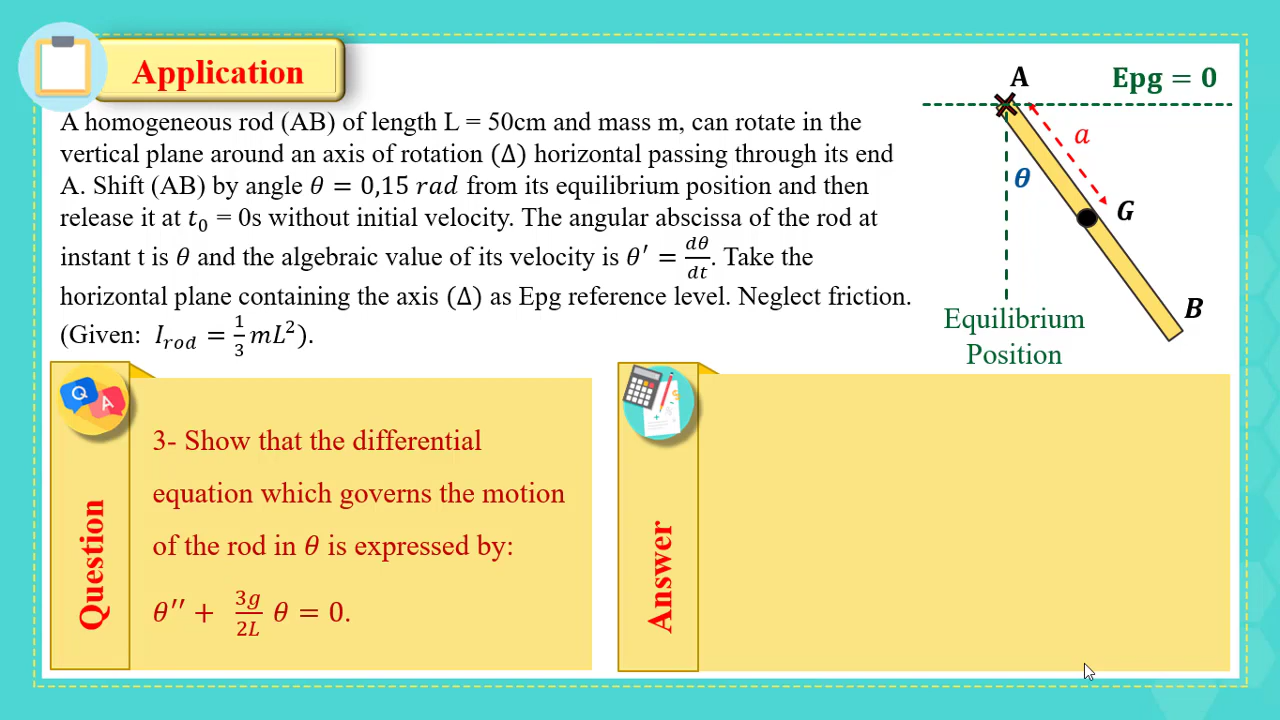 Application
A homogeneous rod (AB) of length L = 50cm and mass m, can rotate in the
vertical plane around an axis of rotation (Δ) horizontal passing through its end
A. Shift (AB) by angle θ = 0,15 rad from its equilibrium position and then
release it at t₀ = 0s without initial velocity. The angular abscissa of the rod at
instant t is θ and the algebraic value of its velocity is θ′ = dθ/dt. Take the
horizontal plane containing the axis (Δ) as Epg reference level. Neglect friction.
(Given: I_rod = 1/3 mL²).
A
Epg = 0
a
θ
G
B
Equilibrium
Position
Q
A
Question
3- Show that the differential
equation which governs the motion
of the rod in θ is expressed by:
θ′′ + 3g/2L θ = 0.
Answer